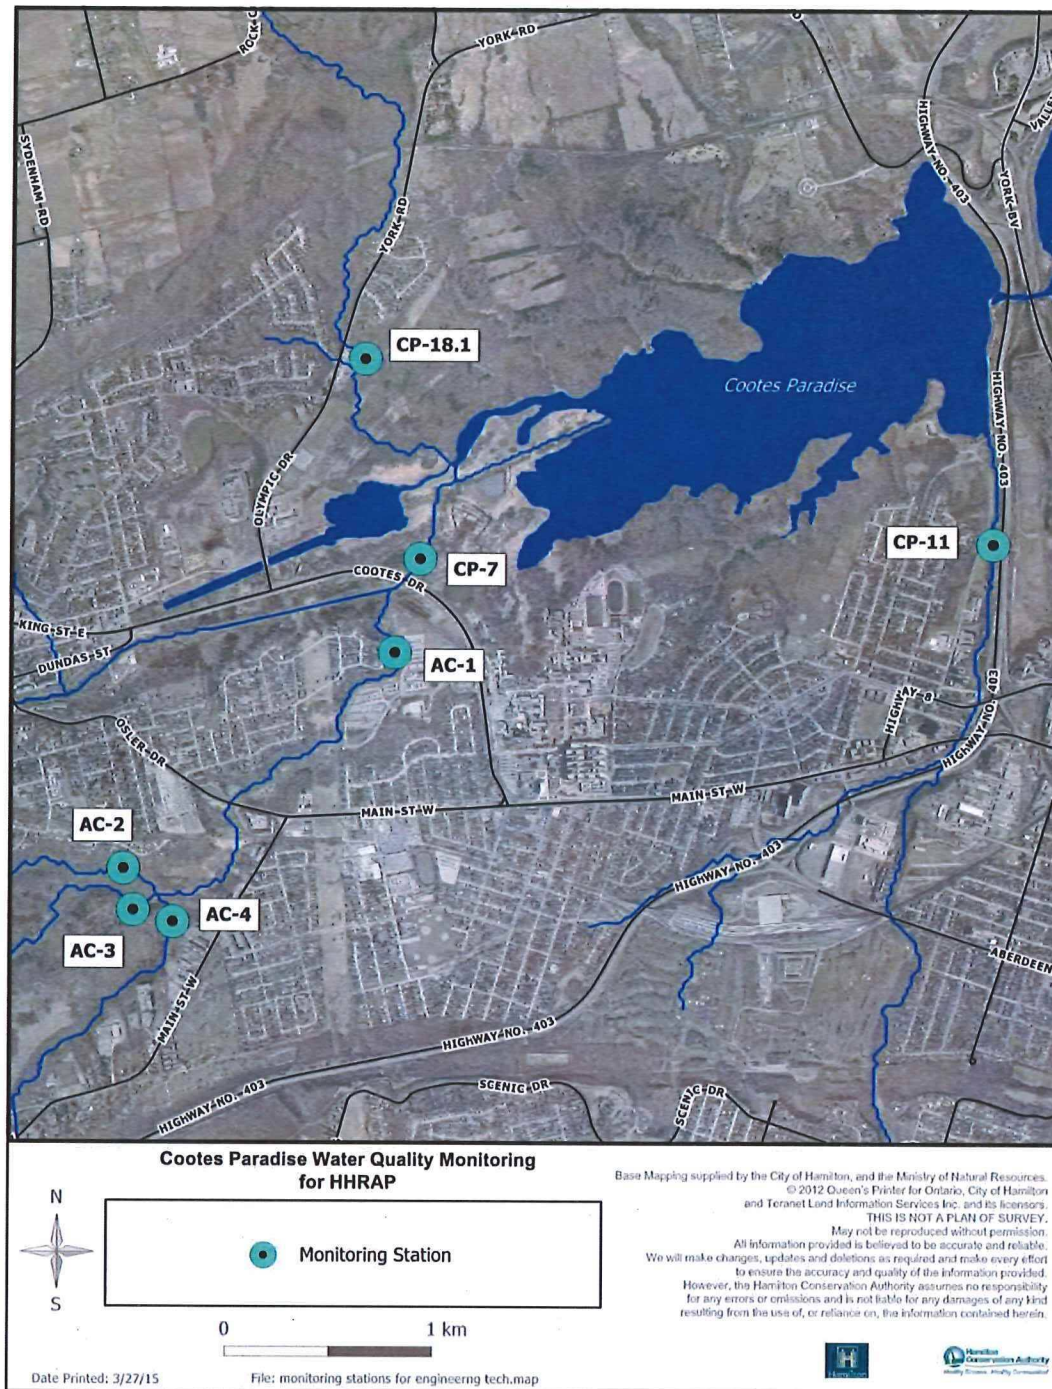 ROCK C
YORK RD
SYDENHAM RD
HIGHWAY NO. 403
VALLE
YORK BV
YORK RD
CP-18.1
Cootes Paradise
HIGHWAY NO. 403
OLYMPIC DR
CP-11
CP-7
COOTES DR
KING ST E
DUNDAS ST
AC-1
HIGHWAY 8
HIGHWAY NO. 403
OSLER DR
MAIN ST W
MAIN ST W
AC-2
HIGHWAY NO. 403
AC-4
AC-3
ABERDEEN
MAIN ST W
HIGHWAY NO. 403
SCENIC DR
SCENIC DR
HIGHWAY NO. 403
Cootes Paradise Water Quality Monitoring
for HHRAP
N
S
Monitoring Station
0 1 km
Date Printed: 3/27/15
File: monitoring stations for engineerng tech.map
Base Mapping supplied by the City of Hamilton, and the Ministry of Natural Resources.
© 2012 Queen's Printer for Ontario, City of Hamilton
and Teranet Land Information Services Inc. and its licensors.
THIS IS NOT A PLAN OF SURVEY.
May not be reproduced without permission.
All information provided is believed to be accurate and reliable.
We will make changes, updates and deletions as required and make every effort
to ensure the accuracy and quality of the information provided.
However, the Hamilton Conservation Authority assumes no responsibility
for any errors or omissions and is not liable for any damages of any kind
resulting from the use of, or reliance on, the information contained herein.
Hamilton
Hamilton
Conservation Authority